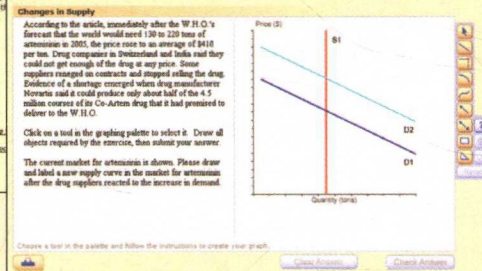 Changes in Supply
According to the article, immediately after the W.H.O.'s
forecast that the world would need 130 to 220 tons of
artemisinin in 2005, the price rose to an average of $410
per ton. Drug companies in Switzerland and India said they
could not get enough of the drug at any price. Some
suppliers reneged on contracts and stopped selling the drug.
Evidence of a shortage emerged when drug manufacturer
Novartis said it could produce only about half of the 4.5
million courses of its Co-Artem drug that it had promised to
deliver to the W.H.O.
Click on a tool in the graphing palette to select it. Draw all
objects required by the exercise, then submit your answer.
The current market for artemisinin is shown. Please draw
and label a new supply curve in the market for artemisinin
after the drug suppliers reacted to the increase in demand.
Price ($)
S1
D2
D1
Quantity (tons)
Choose a tool in the palette and follow the instructions to create your graph.
Clear Answer
Check Answer